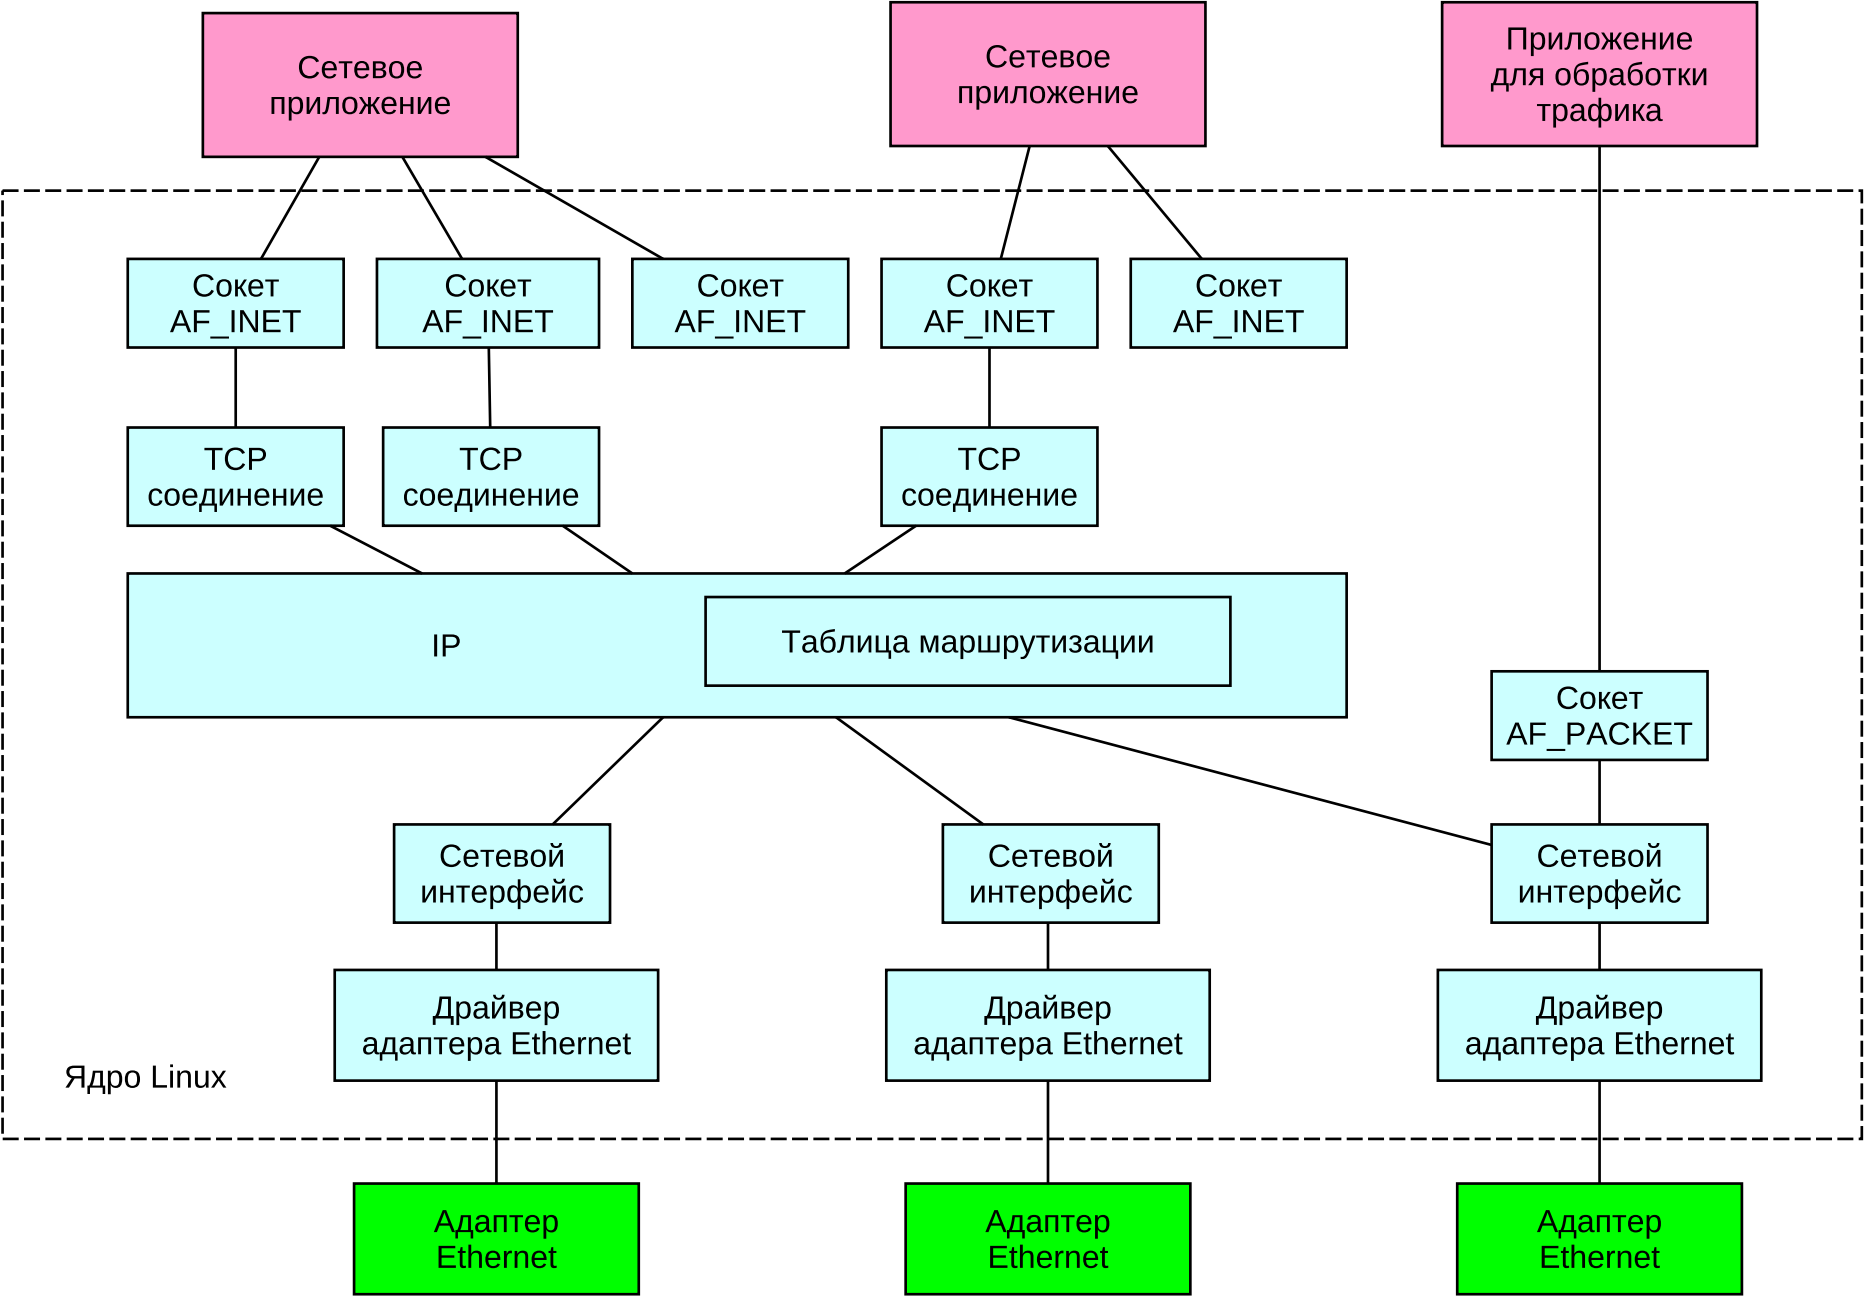 Сетевое
приложение
Сетевое
приложение
Приложение
для обработки
трафика
Сокет
AF_INET
Сокет
AF_INET
Сокет
AF_INET
Сокет
AF_INET
Сокет
AF_INET
TCP
соединение
TCP
соединение
TCP
соединение
IP
Таблица маршрутизации
Сокет
AF_PACKET
Сетевой
интерфейс
Сетевой
интерфейс
Сетевой
интерфейс
Драйвер
адаптера Ethernet
Драйвер
адаптера Ethernet
Драйвер
адаптера Ethernet
Ядро Linux
Адаптер
Ethernet
Адаптер
Ethernet
Адаптер
Ethernet